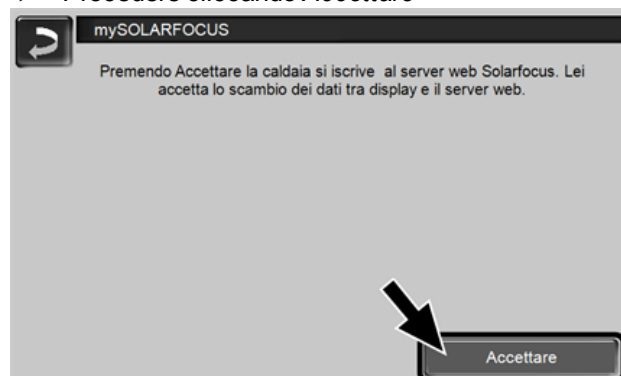 Procedere cliccando Accettare
mySOLARFOCUS
Premendo Accettare la caldaia si iscrive al server web Solarfocus. Lei
accetta lo scambio dei dati tra display e il server web.
Accettare